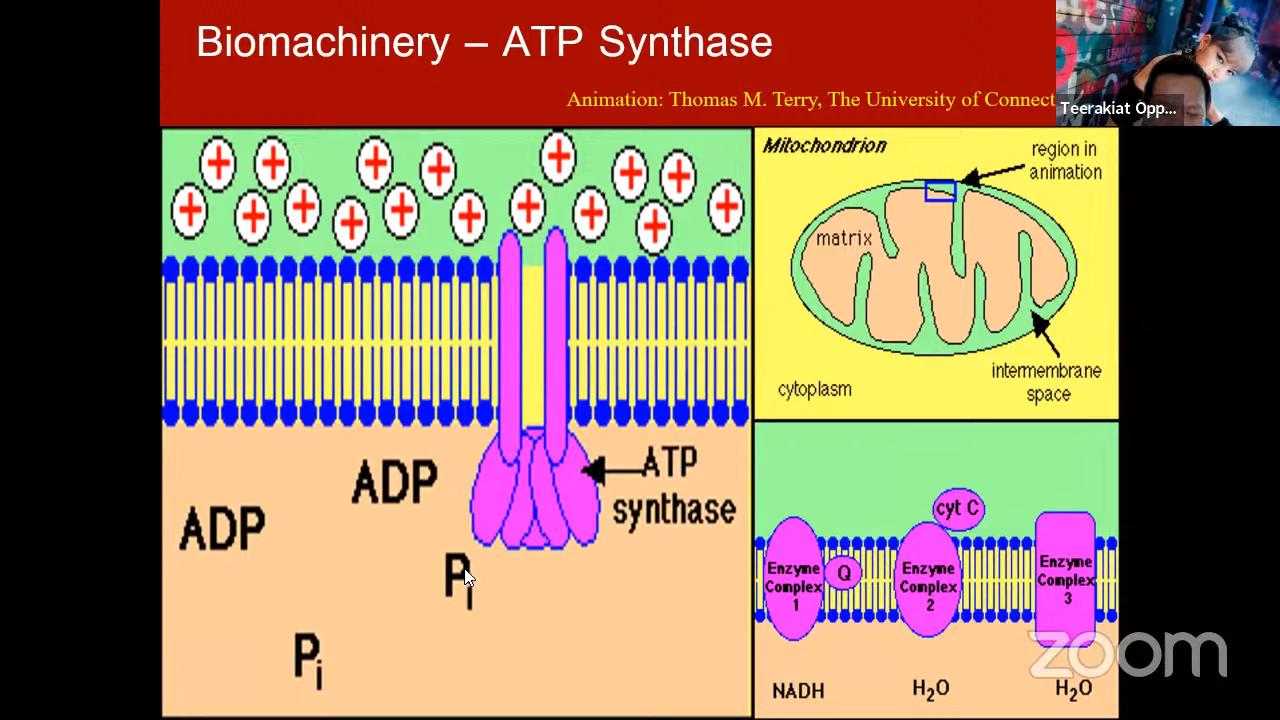 Biomachinery – ATP Synthase
Animation: Thomas M. Terry, The University of Connect
Teerakiat Opp...
ADP
ADP
ATP
synthase
Pi
Pi
Mitochondrion
region in
animation
matrix
intermembrane
space
cytoplasm
cyt C
Enzyme
Complex
1
Q
Enzyme
Complex
2
Enzyme
Complex
3
NADH
H₂O
H₂O
zoom